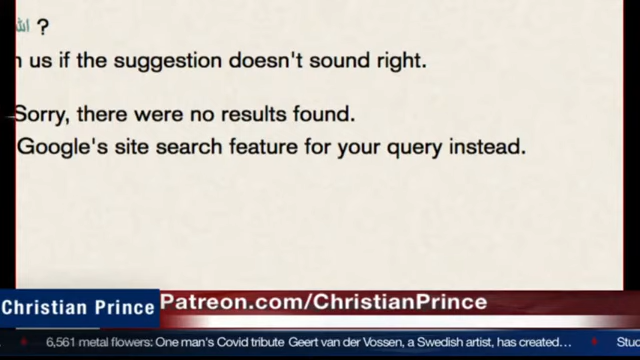 الله ?
us if the suggestion doesn't sound right.
Sorry, there were no results found.
Google's site search feature for your query instead.
Christian Prince
Patreon.com/ChristianPrince
6,561 metal flowers: One man's Covid tribute Geert van der Vossen, a Swedish artist, has created…